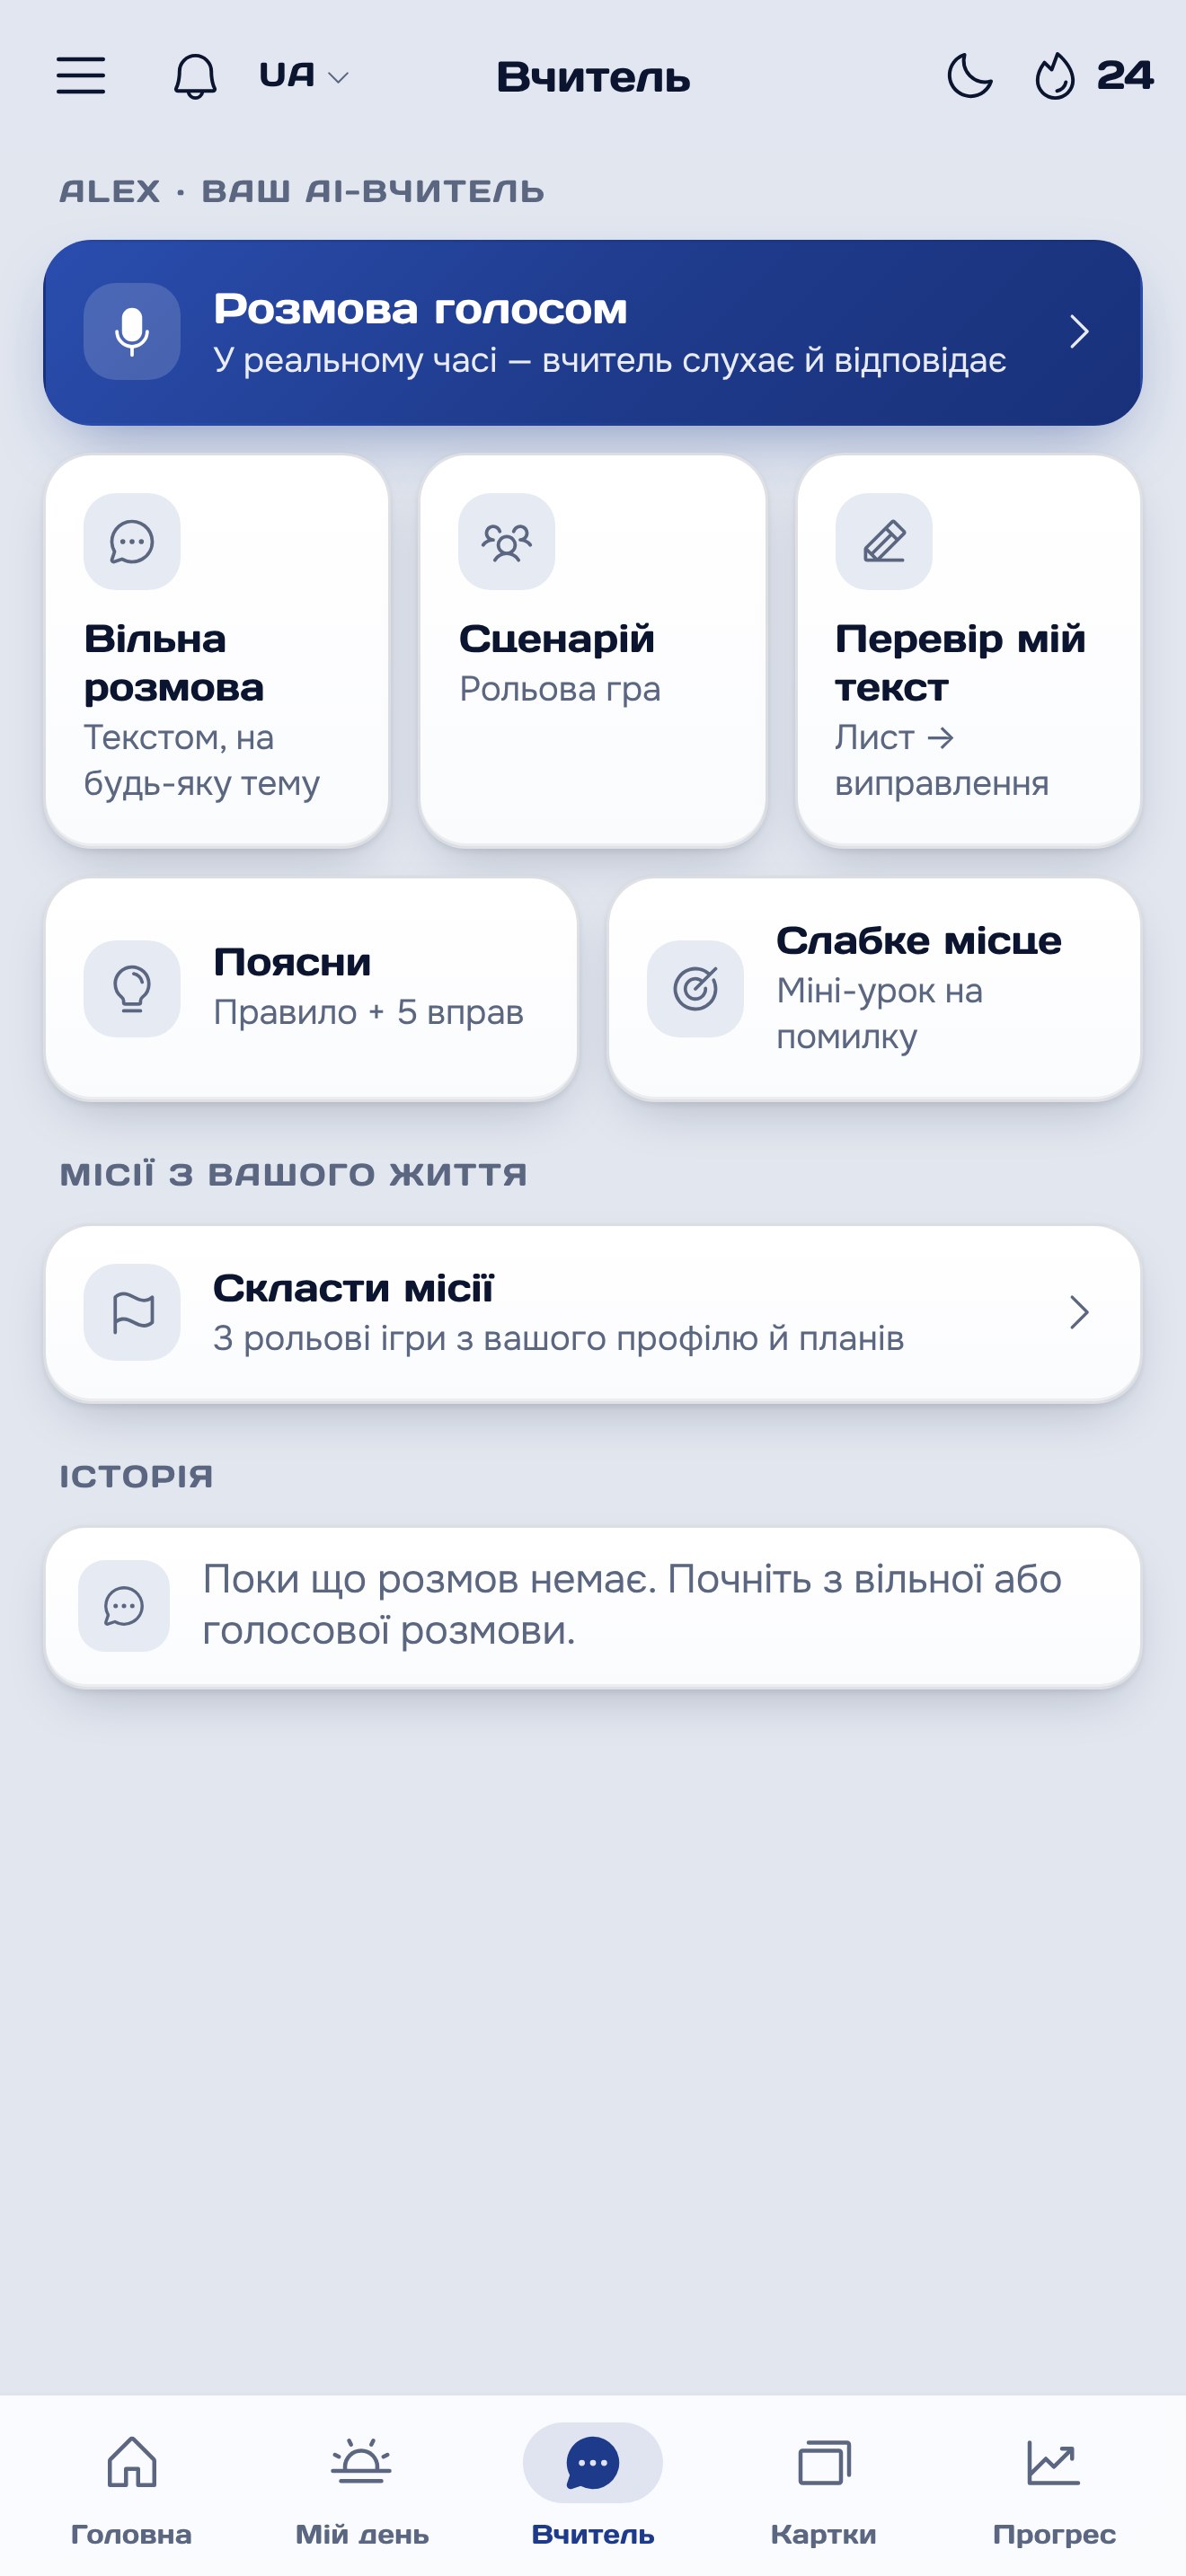 UA
Вчитель
24
ALEX · ВАШ AI-ВЧИТЕЛЬ
Розмова голосом
У реальному часі — вчитель слухає й відповідає
Вільна
розмова
Текстом, на
будь-яку тему
Сценарій
Рольова гра
Перевір мій
текст
Лист →
виправлення
Поясни
Правило + 5 вправ
Слабке місце
Міні-урок на
помилку
МІСІЇ З ВАШОГО ЖИТТЯ
Скласти місії
3 рольові ігри з вашого профілю й планів
ІСТОРІЯ
Поки що розмов немає. Почніть з вільної або
голосової розмови.
Головна
Мій день
Вчитель
Картки
Прогрес